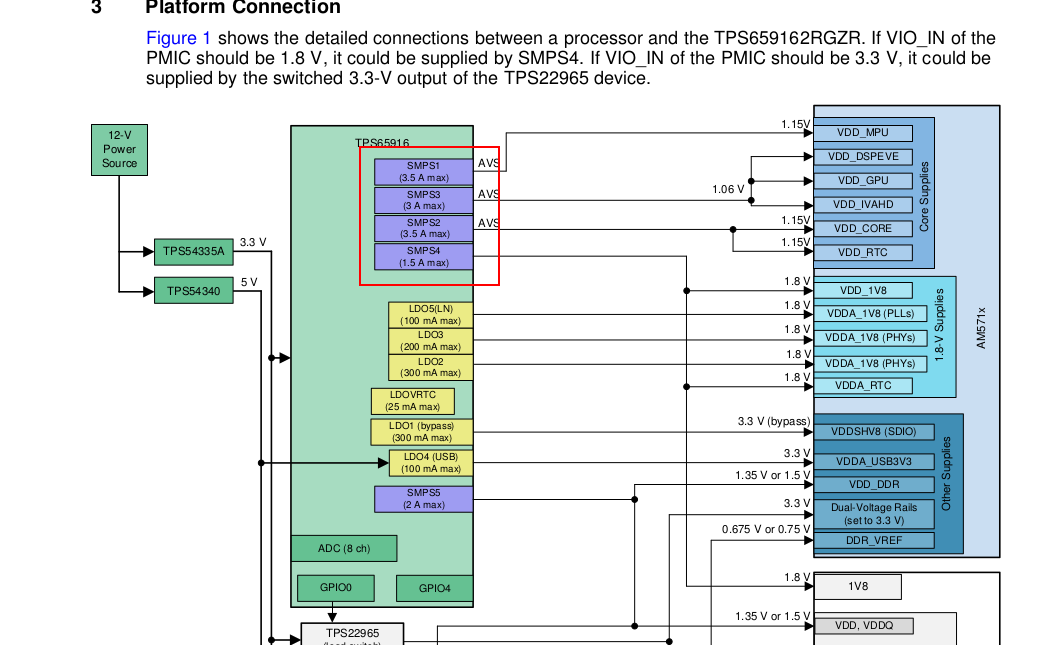 3 Platform Connection
Figure 1 shows the detailed connections between a processor and the TPS659162RGZR. If VIO_IN of the
PMIC should be 1.8 V, it could be supplied by SMPS4. If VIO_IN of the PMIC should be 3.3 V, it could be
supplied by the switched 3.3-V output of the TPS22965 device.
12-V
Power
Source
TPS54335A
3.3 V
TPS54340
5 V
TPS65916
SMPS1
(3.5 A max)
AVS
SMPS3
(3 A max)
AVS
SMPS2
(3.5 A max)
AVS
SMPS4
(1.5 A max)
LDO5(LN)
(100 mA max)
LDO3
(200 mA max)
LDO2
(300 mA max)
LDOVRTC
(25 mA max)
LDO1 (bypass)
(300 mA max)
LDO4 (USB)
(100 mA max)
SMPS5
(2 A max)
ADC (8 ch)
GPIO0
GPIO4
TPS22965
1.15V
VDD_MPU
VDD_DSPEVE
1.06 V
VDD_GPU
VDD_IVAHD
1.15V
VDD_CORE
1.15V
VDD_RTC
Core Supplies
1.8 V
VDD_1V8
1.8 V
VDDA_1V8 (PLLs)
1.8 V
VDDA_1V8 (PHYs)
1.8 V
VDDA_1V8 (PHYs)
1.8 V
VDDA_RTC
1.8-V Supplies
AM571x
3.3 V (bypass)
VDDSHV8 (SDIO)
3.3 V
VDDA_USB3V3
1.35 V or 1.5 V
VDD_DDR
3.3 V
Dual-Voltage Rails
(set to 3.3 V)
0.675 V or 0.75 V
DDR_VREF
Other Supplies
1.8 V
1V8
1.35 V or 1.5 V
VDD, VDDQ